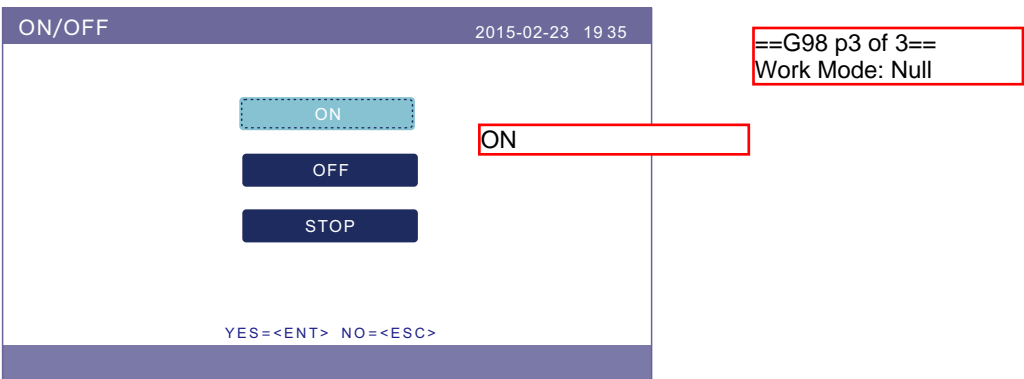 ON/OFF
2015-02-23 19 35
==G98 p3 of 3==
Work Mode: Null
ON
ON
OFF
STOP
YES=<ENT> NO=<ESC>